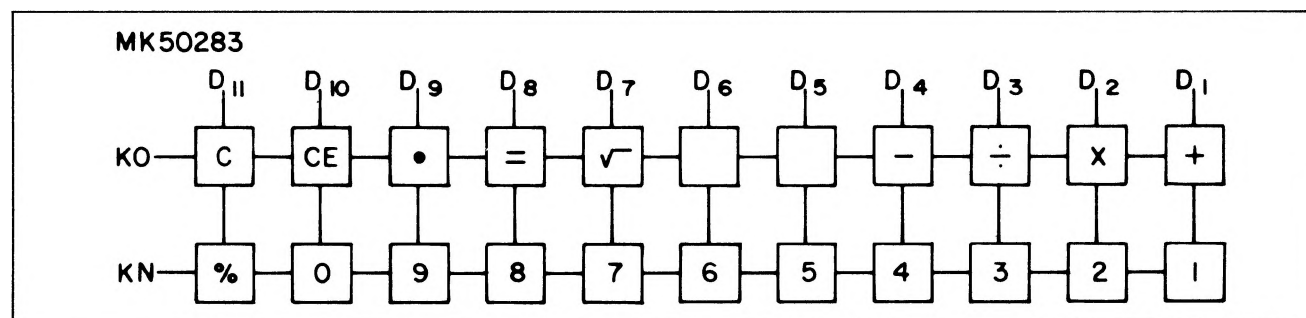 MK50283
D11 D10 D9 D8 D7 D6 D5 D4 D3 D2 D1
KO C CE • = √ − ÷ X +
KN % 0 9 8 7 6 5 4 3 2 1